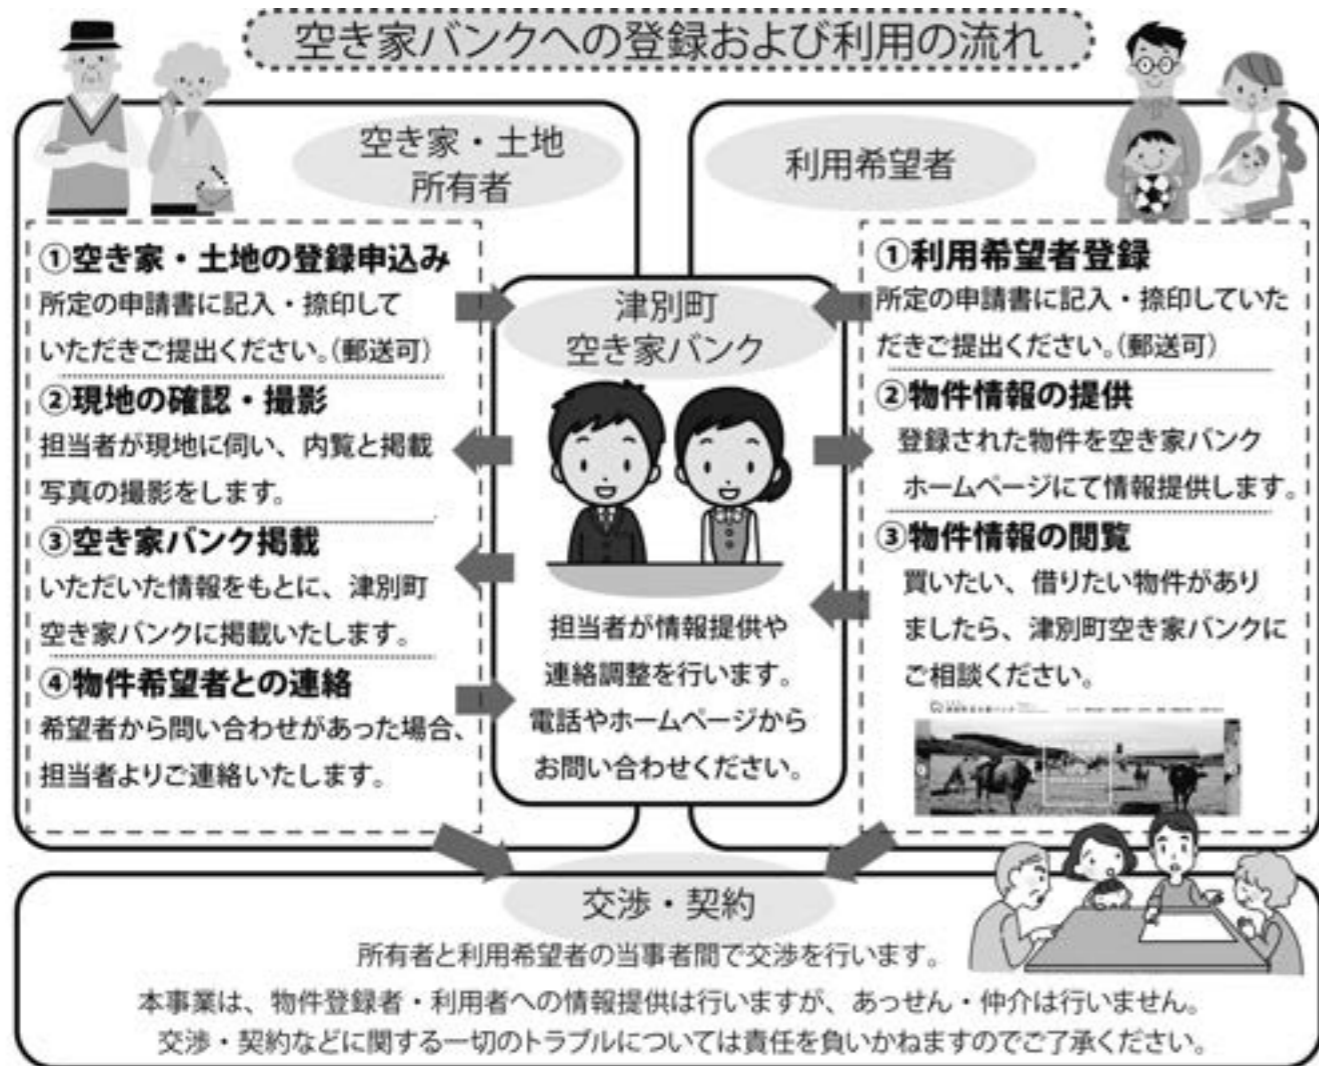 空き家バンクへの登録および利用の流れ
空き家・土地
所有者
①空き家・土地の登録申込み
所定の申請書に記入・捺印して
いただきご提出ください。(郵送可)
②現地の確認・撮影
担当者が現地に伺い、内覧と掲載
写真の撮影をします。
③空き家バンク掲載
いただいた情報をもとに、津別町
空き家バンクに掲載いたします。
④物件希望者との連絡
希望者から問い合わせがあった場合、
担当者よりご連絡いたします。
津別町
空き家バンク
担当者が情報提供や
連絡調整を行います。
電話やホームページから
お問い合わせください。
利用希望者
①利用希望者登録
所定の申請書に記入・捺印していた
だきご提出ください。(郵送可)
②物件情報の提供
登録された物件を空き家バンク
ホームページにて情報提供します。
③物件情報の閲覧
買いたい、借りたい物件があり
ましたら、津別町空き家バンクに
ご相談ください。
交渉・契約
所有者と利用希望者の当事者間で交渉を行います。
本事業は、物件登録者・利用者への情報提供は行いますが、あっせん・仲介は行いません。
交渉・契約などに関する一切のトラブルについては責任を負いかねますのでご了承ください。